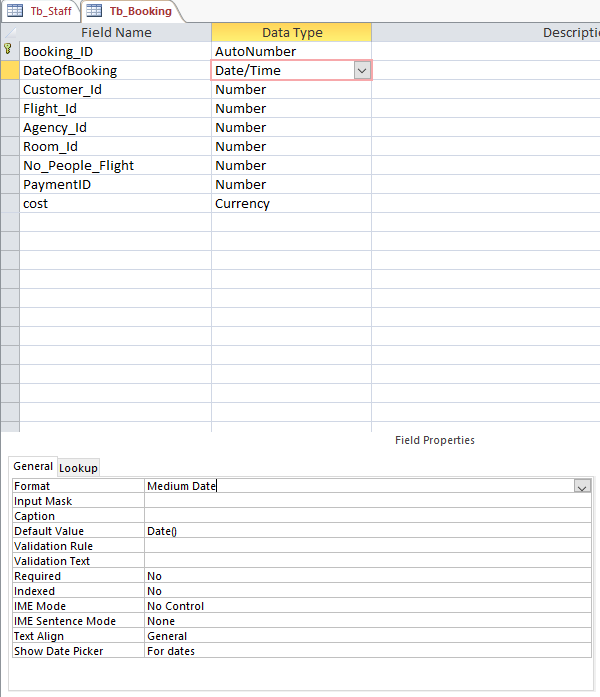 Tb_Staff Tb_Booking
Field Name Data Type Descripti
Booking_ID AutoNumber
DateOfBooking Date/Time
Customer_Id Number
Flight_Id Number
Agency_Id Number
Room_Id Number
No_People_Flight Number
PaymentID Number
cost Currency
Field Properties
General Lookup
Format Medium Date
Input Mask
Caption
Default Value Date()
Validation Rule
Validation Text
Required No
Indexed No
IME Mode No Control
IME Sentence Mode None
Text Align General
Show Date Picker For dates